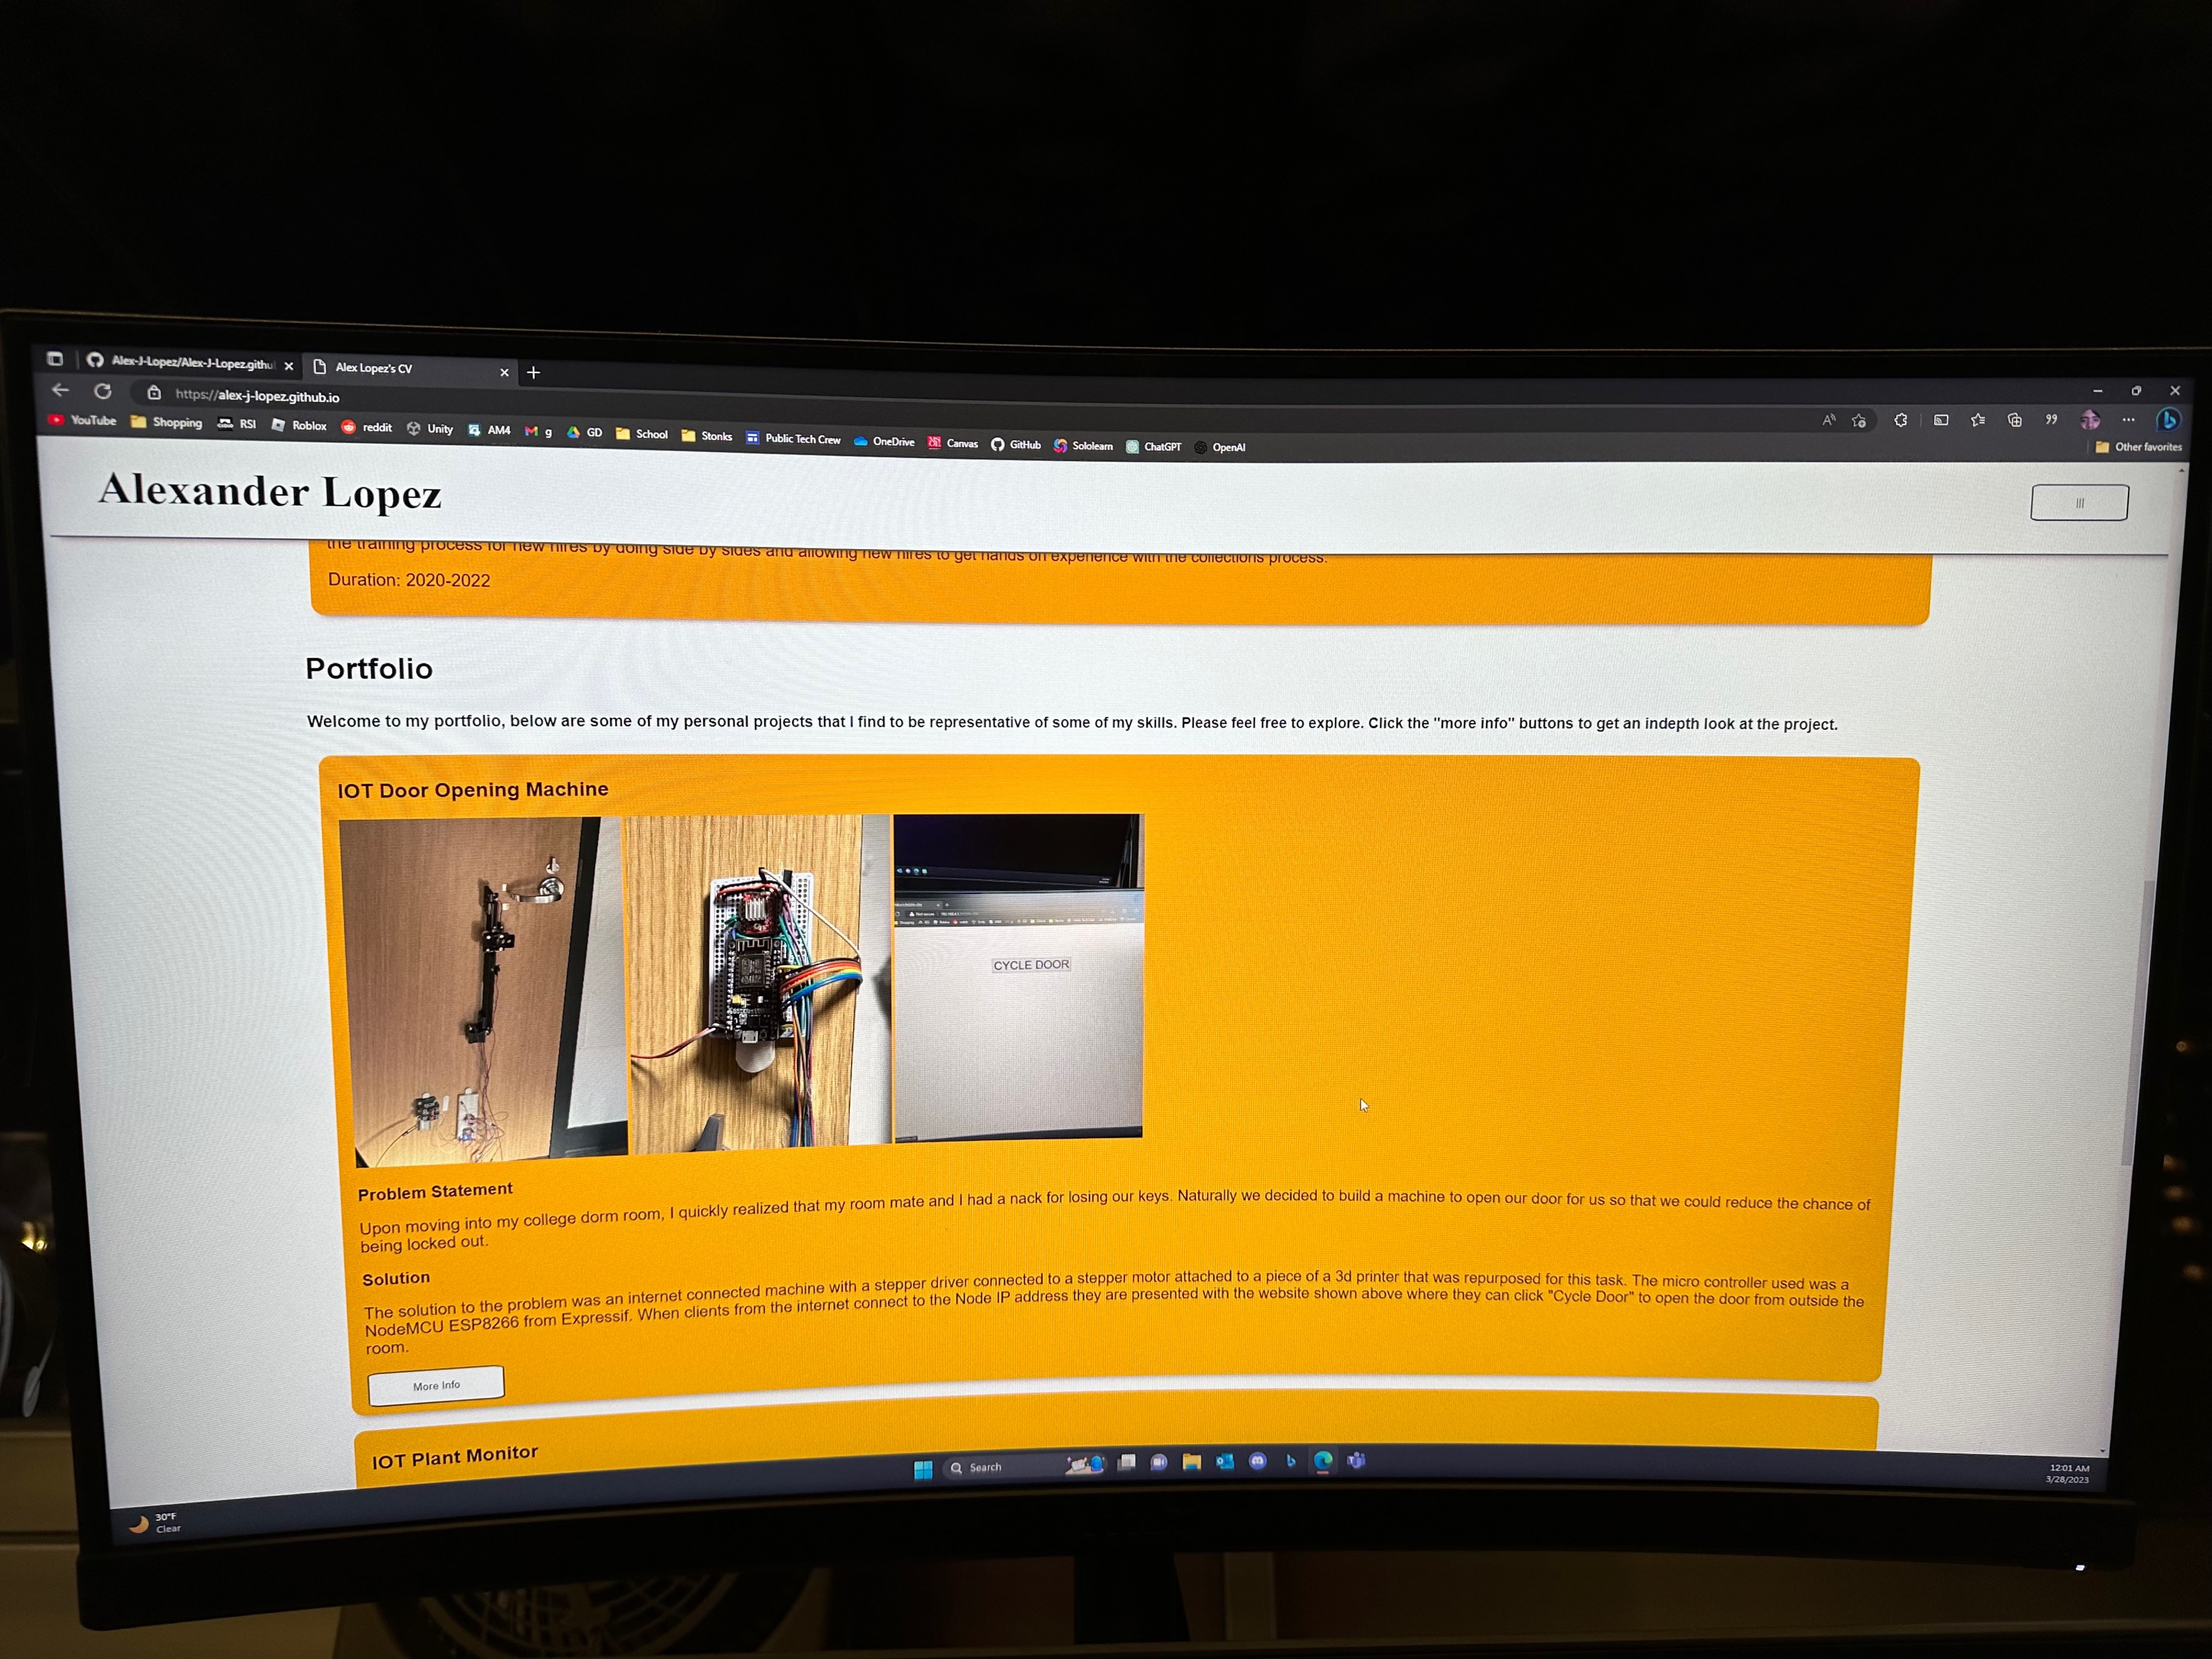 Alex-J-Lopez/Alex-J-Lopez.githu
Alex Lopez's CV
https://alex-j-lopez.github.io
YouTube Shopping RSI Roblox reddit Unity AM4 g GD School Stonks Public Tech Crew OneDrive Canvas GitHub Sololearn ChatGPT OpenAI Other favorites
Alexander Lopez
the training process for new hires by doing side by sides and allowing new hires to get hands on experience with the collections process.
Duration: 2020-2022
Portfolio
Welcome to my portfolio, below are some of my personal projects that I find to be representative of some of my skills. Please feel free to explore. Click the "more info" buttons to get an indepth look at the project.
IOT Door Opening Machine
CYCLE DOOR
Problem Statement
Upon moving into my college dorm room, I quickly realized that my room mate and I had a nack for losing our keys. Naturally we decided to build a machine to open our door for us so that we could reduce the chance of
being locked out.
Solution
The solution to the problem was an internet connected machine with a stepper driver connected to a stepper motor attached to a piece of a 3d printer that was repurposed for this task. The micro controller used was a
NodeMCU ESP8266 from Expressif. When clients from the internet connect to the Node IP address they are presented with the website shown above where they can click "Cycle Door" to open the door from outside the
room.
More Info
IOT Plant Monitor
Search
12:01 AM
3/28/2023
30°F
Clear